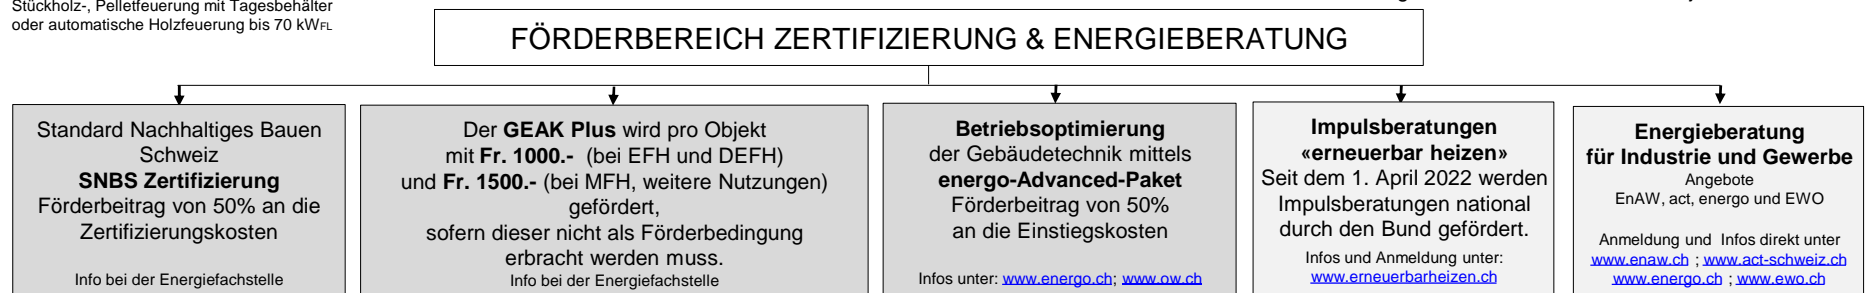 Stückholz-, Pelletfeuerung mit Tagesbehälter
oder automatische Holzfeuerung bis 70 kWFL
FÖRDERBEREICH ZERTIFIZIERUNG & ENERGIEBERATUNG
Standard Nachhaltiges Bauen
Schweiz
SNBS Zertifizierung
Förderbeitrag von 50% an die
Zertifizierungskosten
Info bei der Energiefachstelle
Der GEAK Plus wird pro Objekt
mit Fr. 1000.- (bei EFH und DEFH)
und Fr. 1500.- (bei MFH, weitere Nutzungen)
gefördert,
sofern dieser nicht als Förderbedingung
erbracht werden muss.
Info bei der Energiefachstelle
Betriebsoptimierung
der Gebäudetechnik mittels
energo-Advanced-Paket
Förderbeitrag von 50%
an die Einstiegskosten
Infos unter: www.energo.ch; www.ow.ch
Impulsberatungen
«erneuerbar heizen»
Seit dem 1. April 2022 werden
Impulsberatungen national
durch den Bund gefördert.
Infos und Anmeldung unter:
www.erneuerbarheizen.ch
Energieberatung
für Industrie und Gewerbe
Angebote
EnAW, act, energo und EWO
Anmeldung und Infos direkt unter
www.enaw.ch ; www.act-schweiz.ch
www.energo.ch ; www.ewo.ch